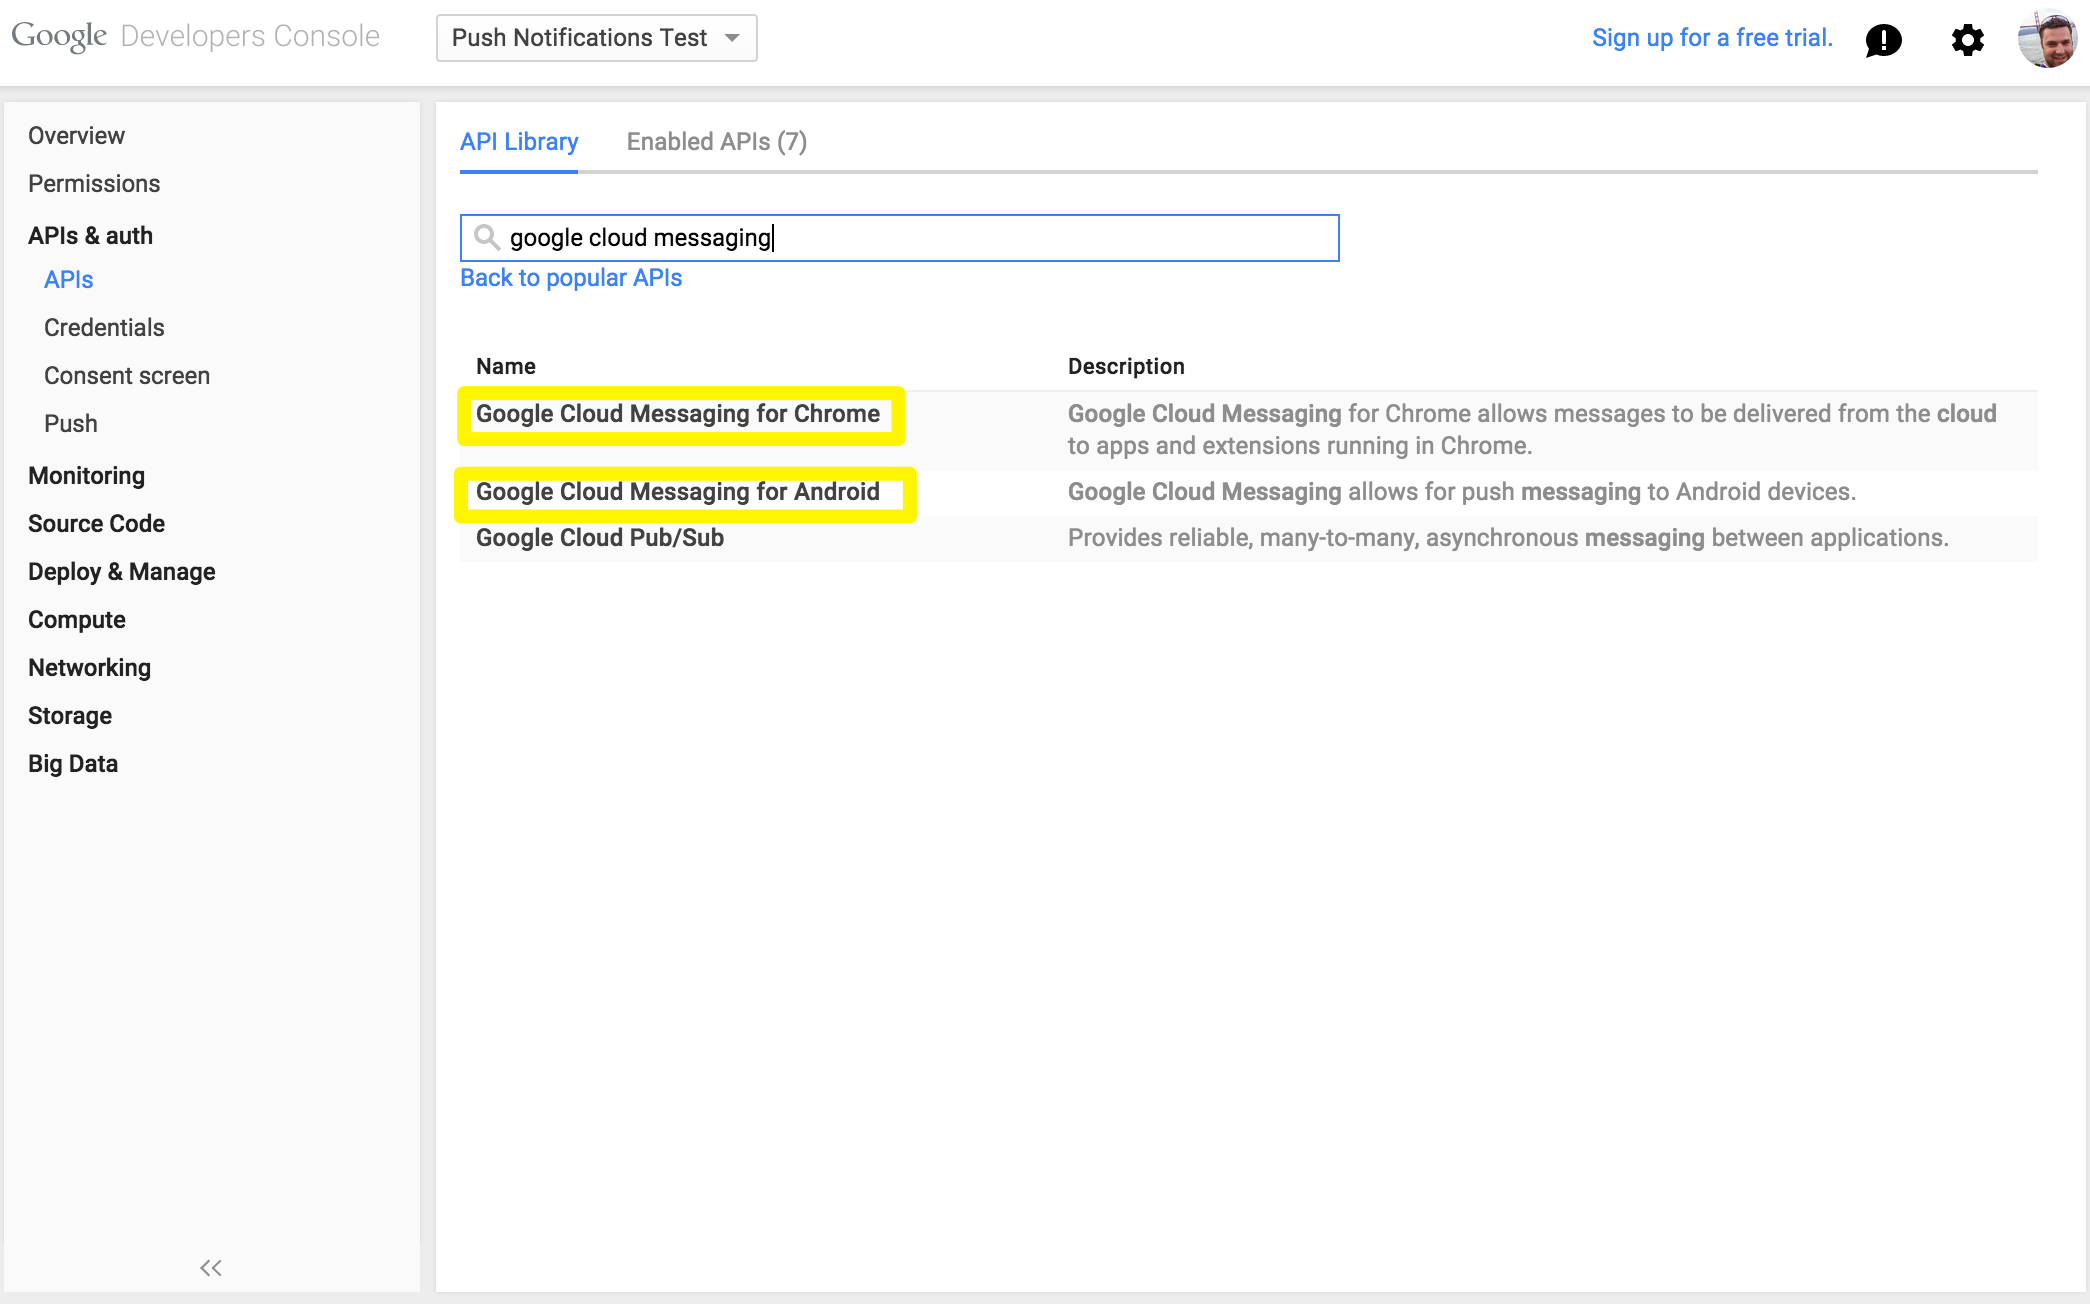 Google Developers Console
Push Notifications Test
Sign up for a free trial.
Overview
Permissions
APIs & auth
APIs
Credentials
Consent screen
Push
Monitoring
Source Code
Deploy & Manage
Compute
Networking
Storage
Big Data
API Library
Enabled APIs (7)
google cloud messaging
Back to popular APIs
Name
Description
Google Cloud Messaging for Chrome
Google Cloud Messaging for Chrome allows messages to be delivered from the cloud
to apps and extensions running in Chrome.
Google Cloud Messaging for Android
Google Cloud Messaging allows for push messaging to Android devices.
Google Cloud Pub/Sub
Provides reliable, many-to-many, asynchronous messaging between applications.